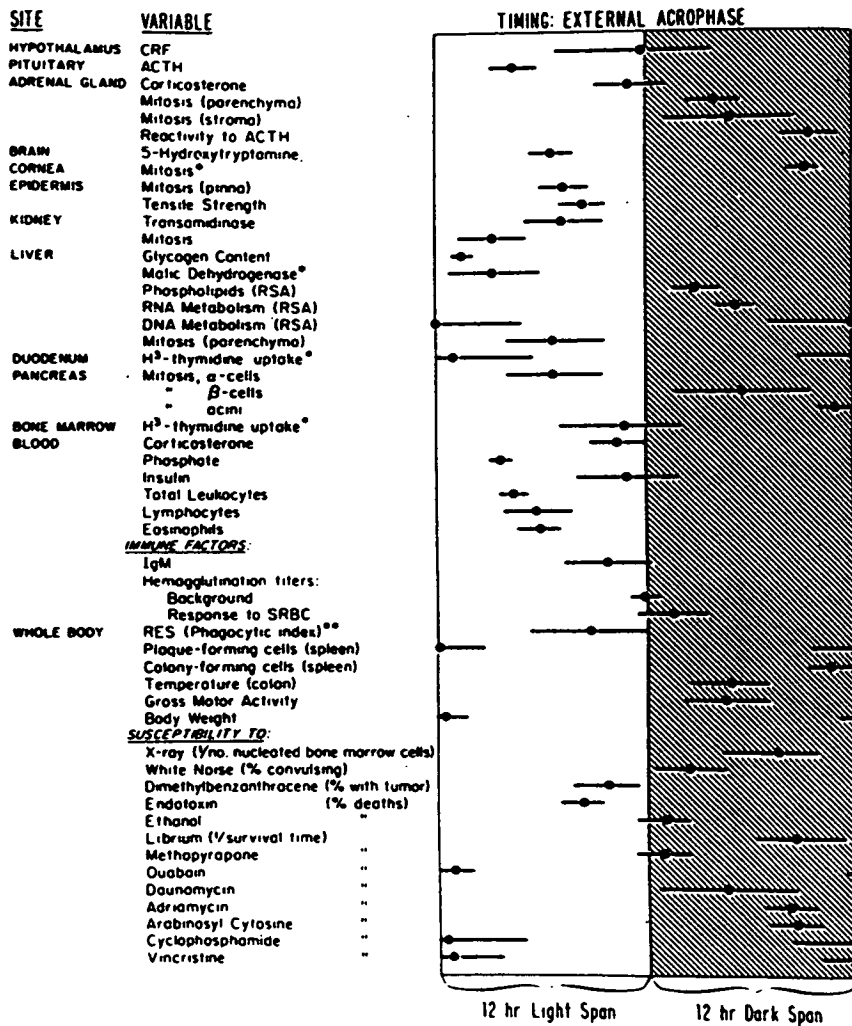 SITE VARIABLE TIMING: EXTERNAL ACROPHASE
HYPOTHALAMUS CRF
PITUITARY ACTH
ADRENAL GLAND Corticosterone
Mitosis (parenchyma)
Mitosis (stroma)
Reactivity to ACTH
BRAIN 5-Hydroxytryptamine
CORNEA Mitosis*
EPIDERMIS Mitosis (pinna)
Tensile Strength
KIDNEY Transamidinase
Mitosis
LIVER Glycogen Content
Malic Dehydrogenase*
Phospholipids (RSA)
RNA Metabolism (RSA)
DNA Metabolism (RSA)
Mitosis (parenchyma)
DUODENUM H³-thymidine uptake*
PANCREAS Mitosis, α-cells
" β-cells
" acini
BONE MARROW H³-thymidine uptake*
BLOOD Corticosterone
Phosphate
Insulin
Total Leukocytes
Lymphocytes
Eosinophils
IMMUNE FACTORS:
IgM
Hemagglutination titers:
Background
Response to SRBC
WHOLE BODY RES (Phagocytic index)**
Plaque-forming cells (spleen)
Colony-forming cells (spleen)
Temperature (colon)
Gross Motor Activity
Body Weight
SUSCEPTIBILITY TO:
X-ray (1/no. nucleated bone marrow cells)
White Noise (% convulsing)
Dimethylbenzanthracene (% with tumor)
Endotoxin (% deaths)
Ethanol "
Librium (1/survival time)
Methopyrapone "
Ouabain "
Daunomycin "
Adriamycin "
Arabinosyl Cytosine "
Cyclophosphamide "
Vincristine "
12 hr Light Span 12 hr Dark Span